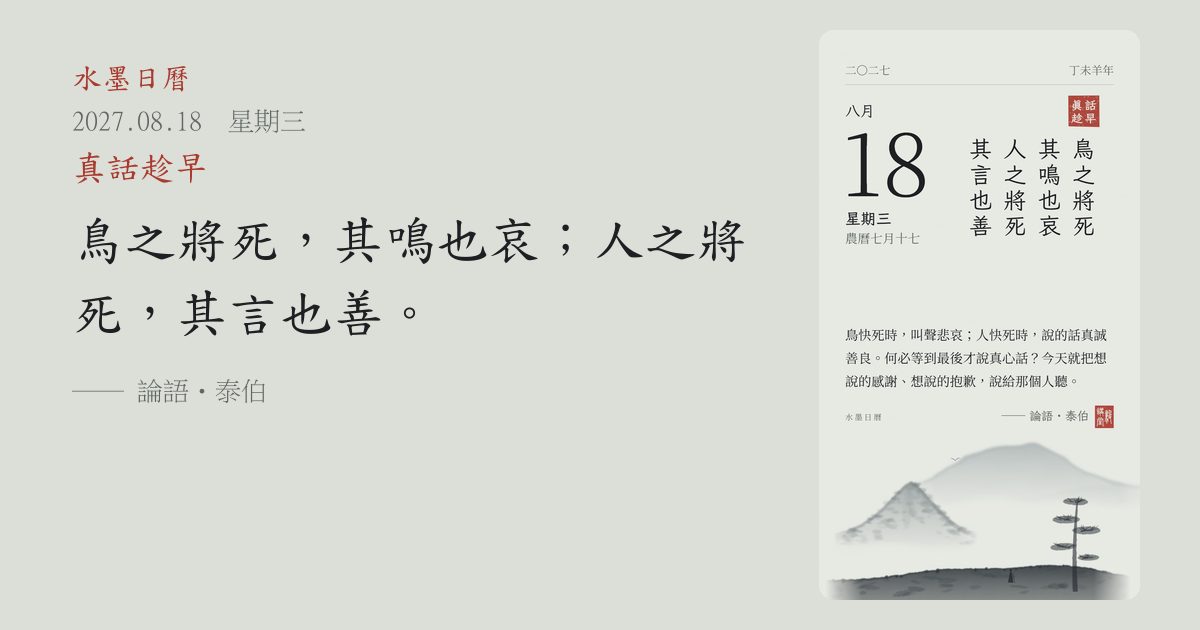 水墨日曆
2027.08.18 星期三
真話趁早
鳥之將死，其鳴也哀；人之將
死，其言也善。
—— 論語・泰伯
二〇二七
丁未羊年
八月
18
星期三
農曆七月十七
話早
真趁
鳥之將死
其鳴也哀
人之將死
其言也善
鳥快死時，叫聲悲哀；人快死時，說的話真誠
善良。何必等到最後才說真心話？今天就把想
說的感謝、想說的抱歉，說給那個人聽。
水墨日曆
—— 論語・泰伯